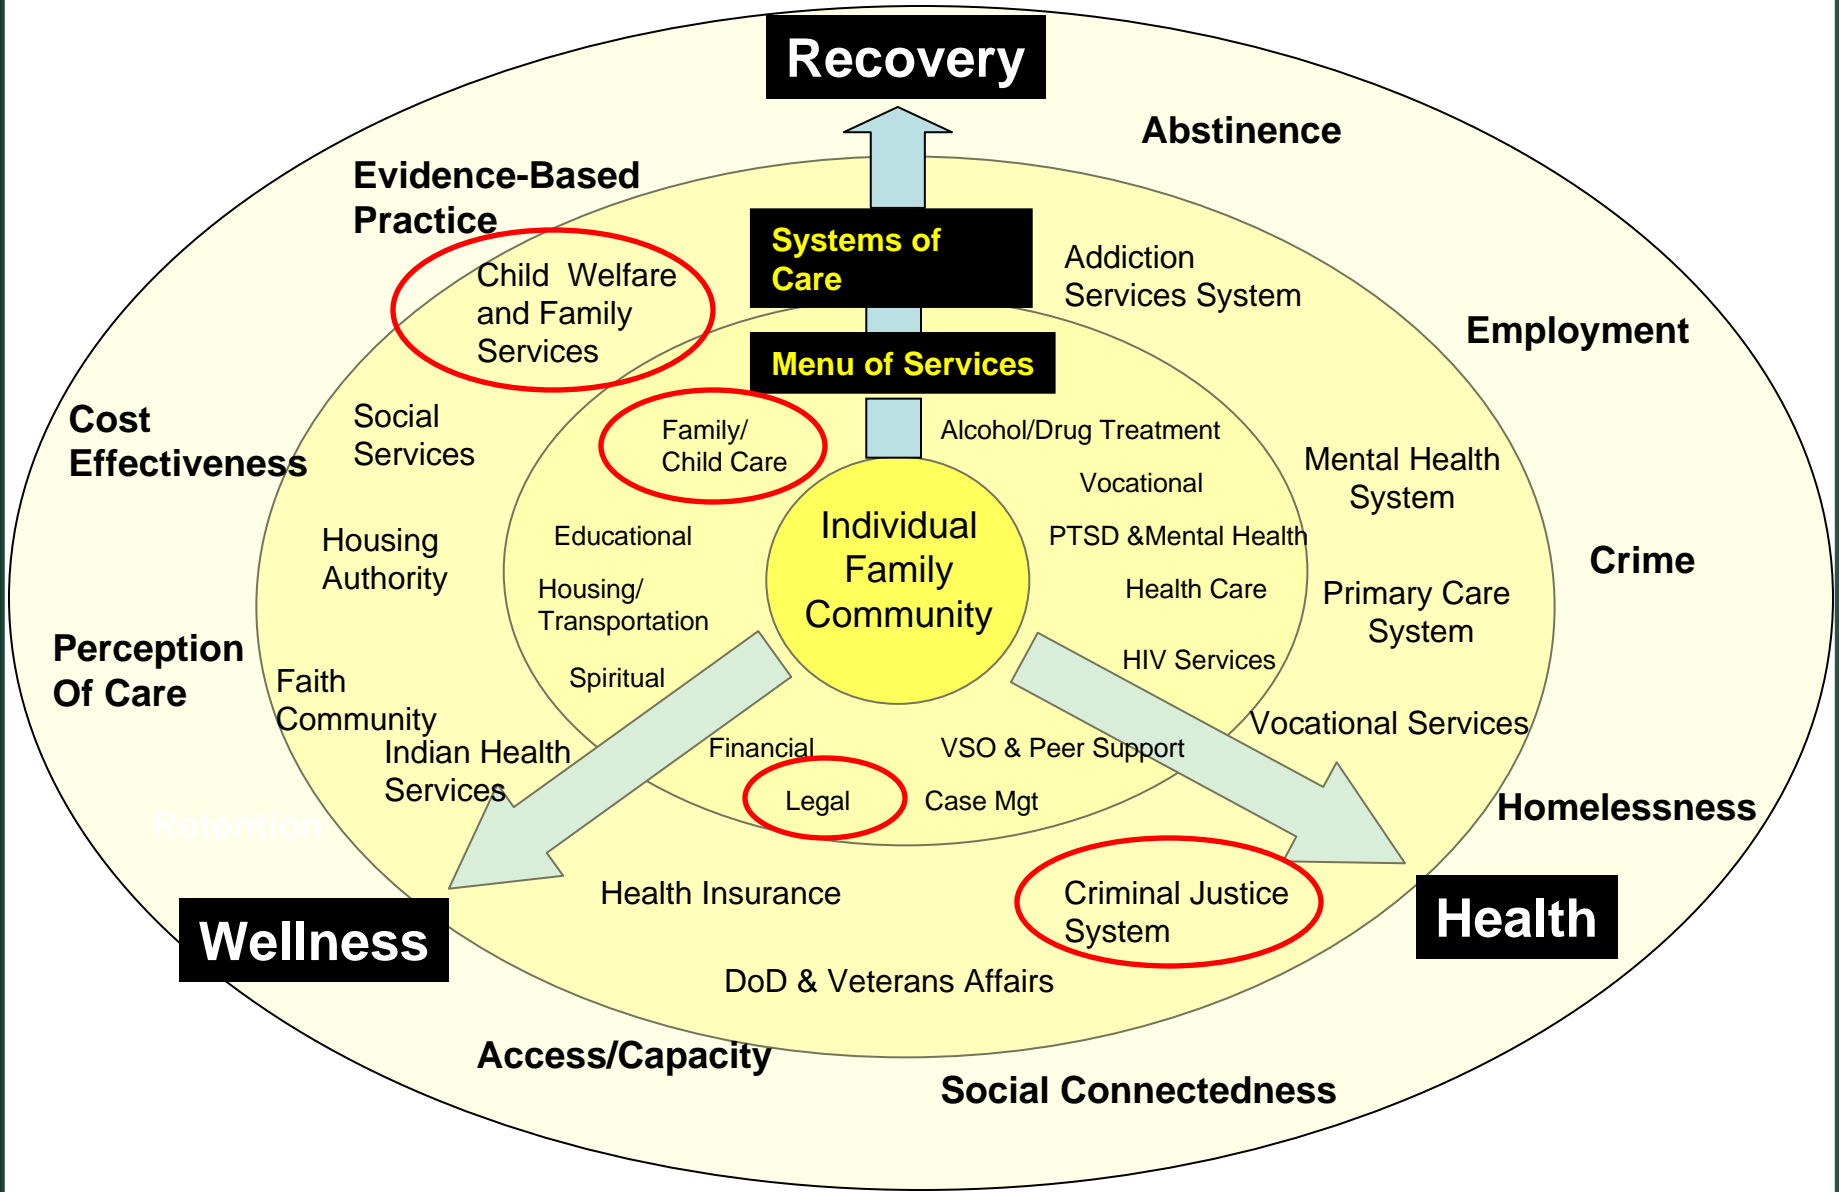 Recovery
Abstinence
Evidence-Based
Practice
Systems of
Care
Addiction
Services System
Child  Welfare
and Family
Services
Employment
Menu of Services
Cost
Effectiveness
Social
Services
Family/
Child Care
Alcohol/Drug Treatment
Mental Health
System
Vocational
Individual
Family
Community
Educational
PTSD &Mental Health
Housing
Authority
Crime
Housing/
Transportation
Health Care
Primary Care
System
Perception
Of Care
Spiritual
HIV Services
Faith
Community
Vocational Services
Indian Health
Services
Financial
VSO & Peer Support
Legal
Case Mgt
Homelessness
Retention
Health Insurance
Criminal Justice
System
Wellness
Health
DoD & Veterans Affairs
Access/Capacity
Social Connectedness